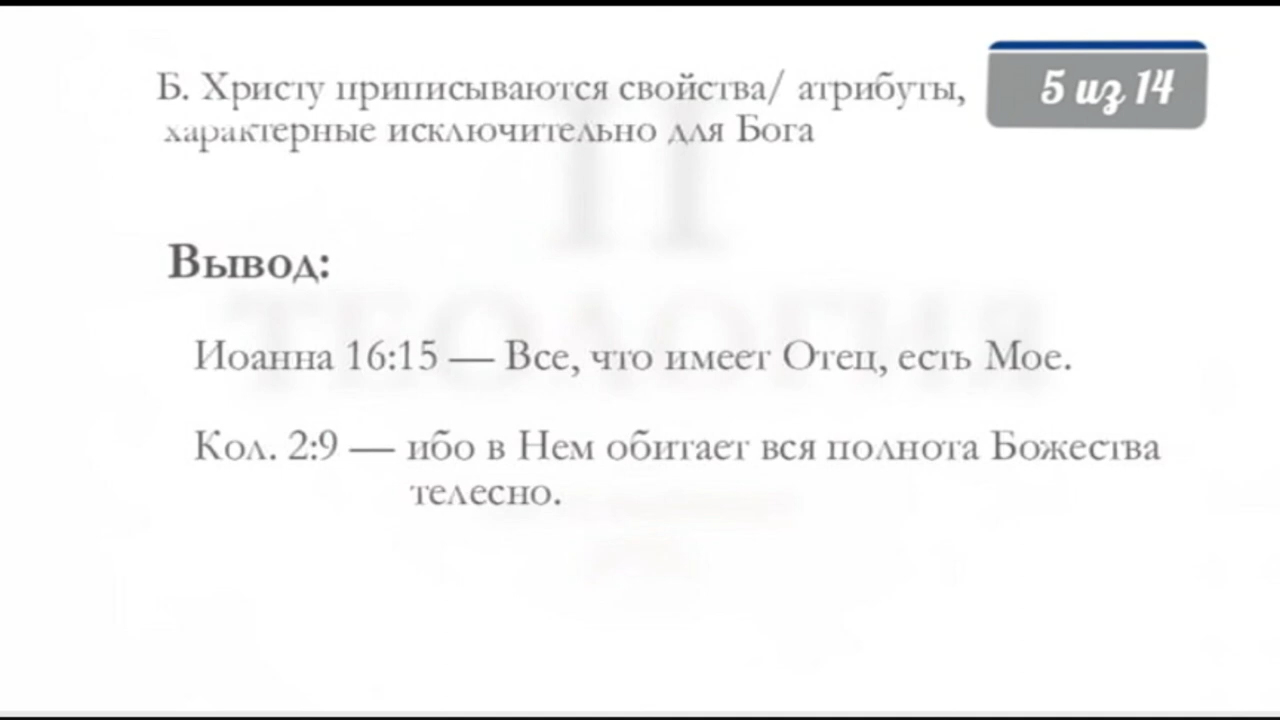 Б. Христу приписываются свойства/ атрибуты,
характерные исключительно для Бога
5 из 14
Вывод:
Иоанна 16:15 — Все, что имеет Отец, есть Мое.
Кол. 2:9 — ибо в Нем обитает вся полнота Божества
телесно.
ТЕОЛОГИЯ